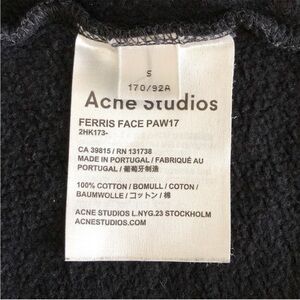 S
170/92A
Acne Studios
FERRIS FACE PAW17
2HK173-
CA 39815 / RN 131738
MADE IN PORTUGAL / FABRIQUÉ AU
PORTUGAL / 葡萄牙制造
100% COTTON / BOMULL / COTON /
BAUMWOLLE / コットン / 棉
ACNE STUDIOS L.NYG.23 STOCKHOLM
ACNESTUDIOS.COM